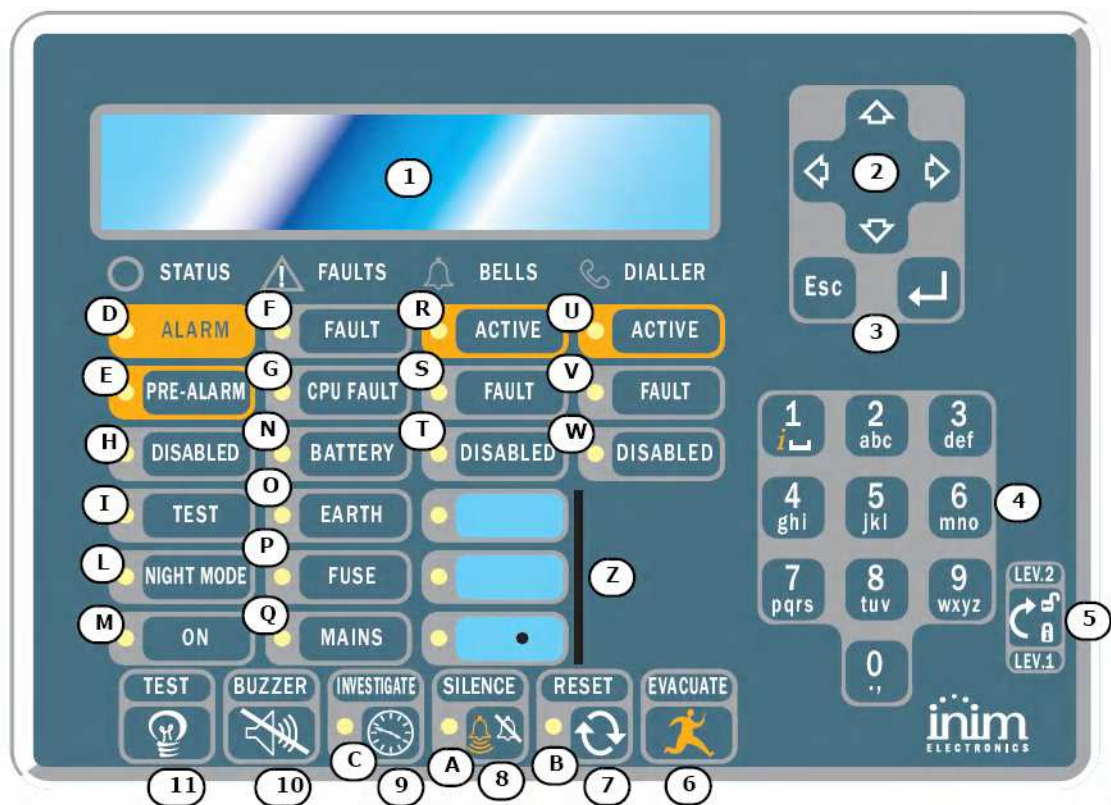 1
2
STATUS FAULTS BELLS DIALLER
Esc
3
D ALARM F FAULT R ACTIVE U ACTIVE
E PRE-ALARM G CPU FAULT S FAULT V FAULT
H DISABLED N BATTERY T DISABLED W DISABLED
I TEST O EARTH
L NIGHT MODE P FUSE Z
M ON Q MAINS
1 2 3
i abc def
4 5 6 4
ghi jkl mno
7 8 9
pqrs tuv wxyz
0
.,
LEV.2
5
LEV.1
TEST BUZZER INVESTIGATE SILENCE RESET EVACUATE
C A B
11 10 9 8 7 6
inim
ELECTRONICS